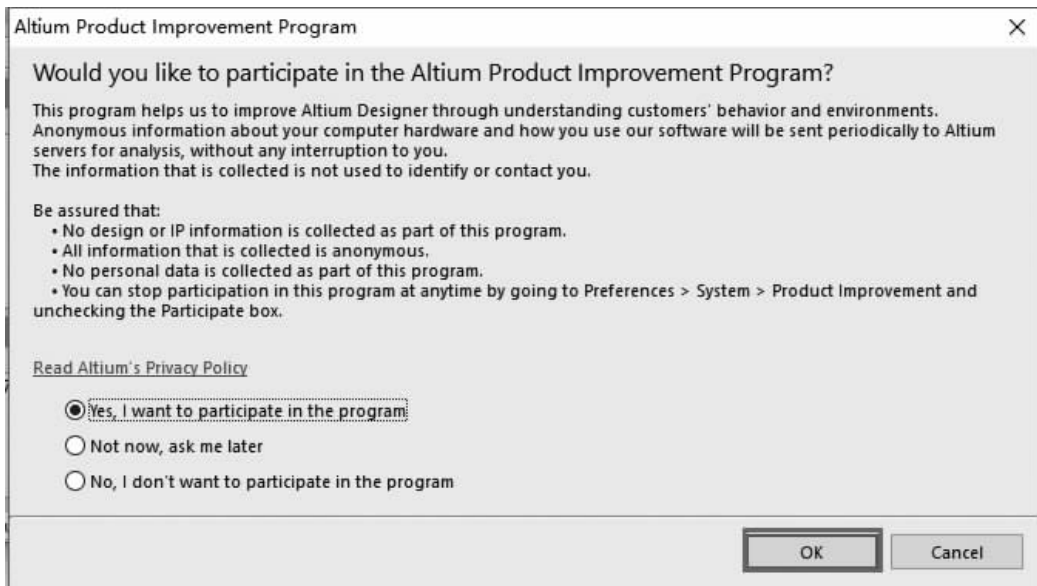 Altium Product Improvement Program
Would you like to participate in the Altium Product Improvement Program?
This program helps us to improve Altium Designer through understanding customers' behavior and environments.
Anonymous information about your computer hardware and how you use our software will be sent periodically to Altium
servers for analysis, without any interruption to you.
The information that is collected is not used to identify or contact you.
Be assured that:
• No design or IP information is collected as part of this program.
• All information that is collected is anonymous.
• No personal data is collected as part of this program.
• You can stop participation in this program at anytime by going to Preferences > System > Product Improvement and
unchecking the Participate box.
Read Altium's Privacy Policy
Yes, I want to participate in the program
Not now, ask me later
No, I don't want to participate in the program
OK Cancel